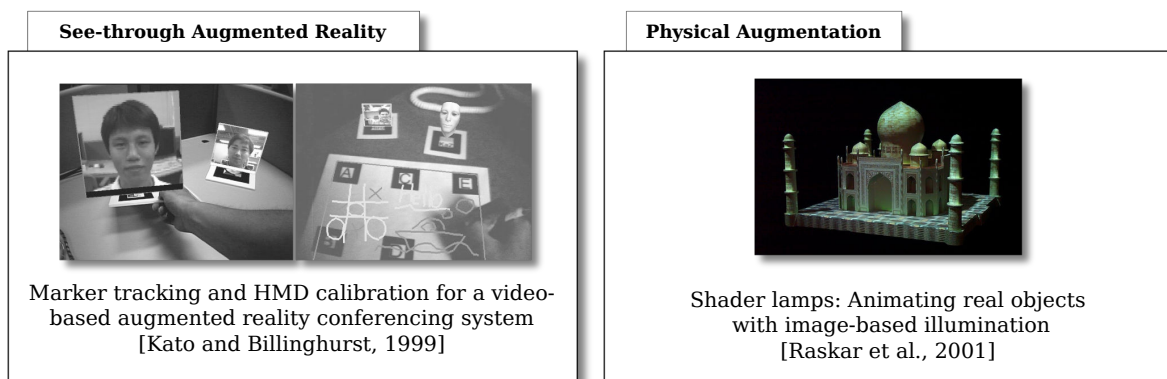 See-through Augmented Reality
Physical Augmentation
A
C
E
Marker tracking and HMD calibration for a video-
based augmented reality conferencing system
[Kato and Billinghurst, 1999]
Shader lamps: Animating real objects
with image-based illumination
[Raskar et al., 2001]